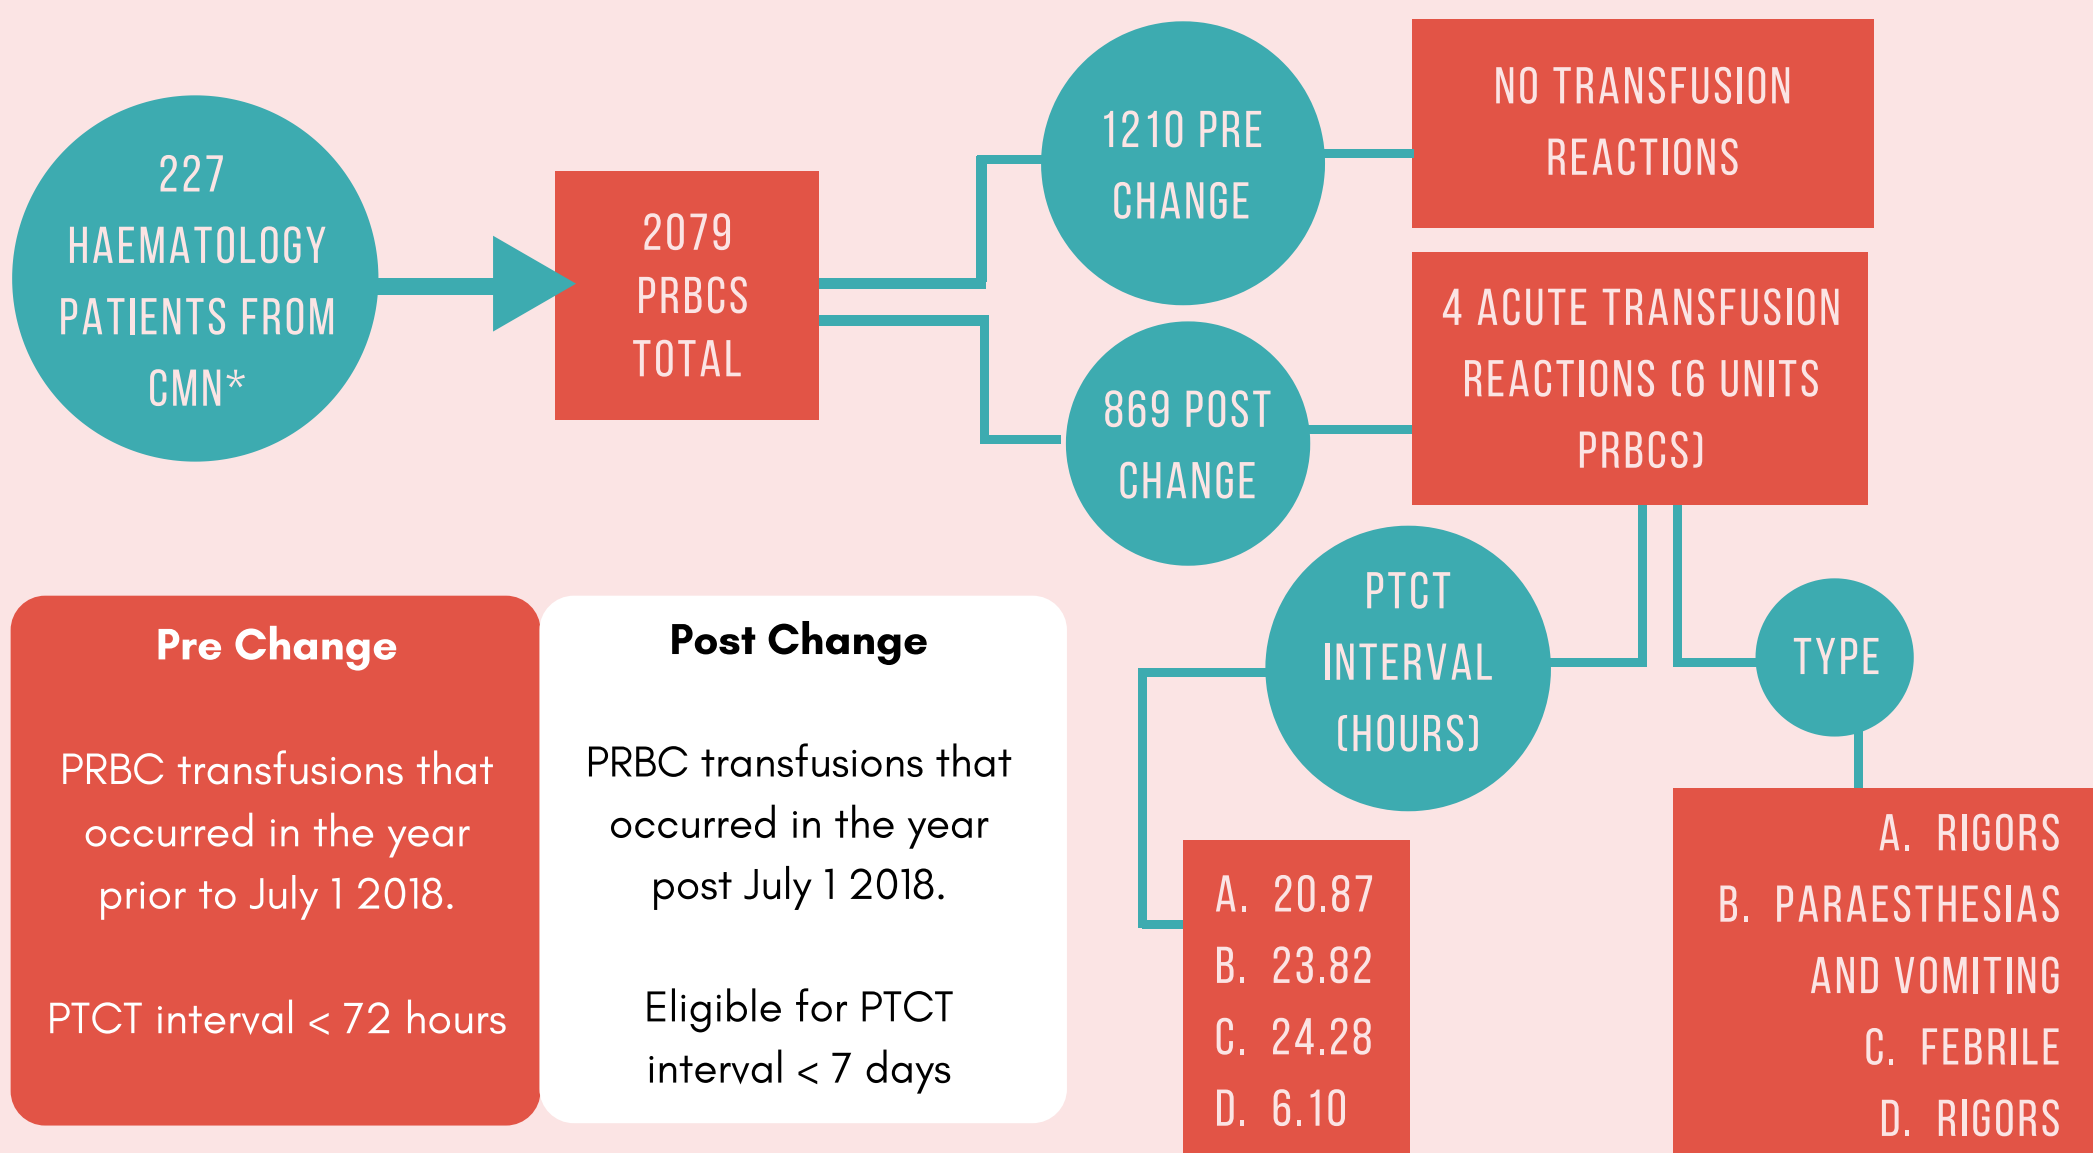 227
HAEMATOLOGY
PATIENTS FROM
CMN*
2079
PRBCS
TOTAL
1210 PRE
CHANGE
NO TRANSFUSION
REACTIONS
869 POST
CHANGE
4 ACUTE TRANSFUSION
REACTIONS (6 UNITS
PRBCS)
PTCT
INTERVAL
(HOURS)
TYPE
A. 20.87
B. 23.82
C. 24.28
D. 6.10
A. RIGORS
B. PARAESTHESIAS
AND VOMITING
C. FEBRILE
D. RIGORS
Pre Change
PRBC transfusions that
occurred in the year
prior to July 1 2018.
PTCT interval < 72 hours
Post Change
PRBC transfusions that
occurred in the year
post July 1 2018.
Eligible for PTCT
interval < 7 days